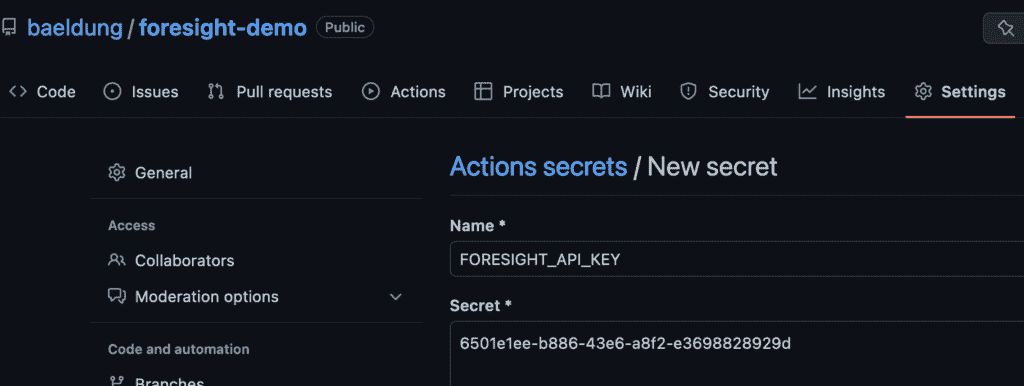 baeldung / foresight-demo Public
Code Issues Pull requests Actions Projects Wiki Security Insights Settings
General
Access
Collaborators
Moderation options
Code and automation
Branches
Actions secrets / New secret
Name *
FORESIGHT_API_KEY
Secret *
6501e1ee-b886-43e6-a8f2-e3698828929d